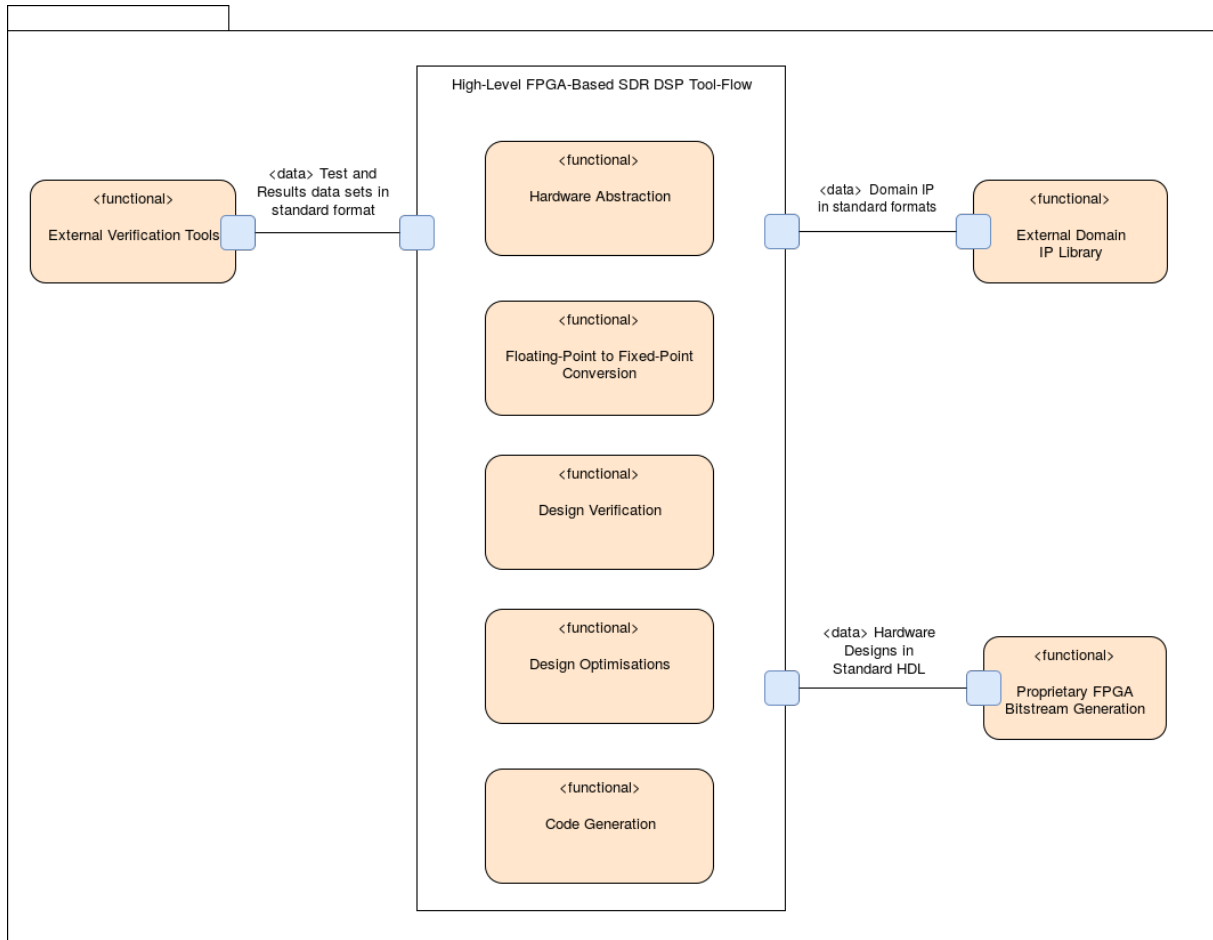 High-Level FPGA-Based SDR DSP Tool-Flow
<functional>
External Verification Tools
<data> Test and
Results data sets in
standard format
<functional>
Hardware Abstraction
<data> Domain IP
in standard formats
<functional>
External Domain
IP Library
<functional>
Floating-Point to Fixed-Point
Conversion
<functional>
Design Verification
<functional>
Design Optimisations
<data> Hardware
Designs in
Standard HDL
<functional>
Proprietary FPGA
Bitstream Generation
<functional>
Code Generation